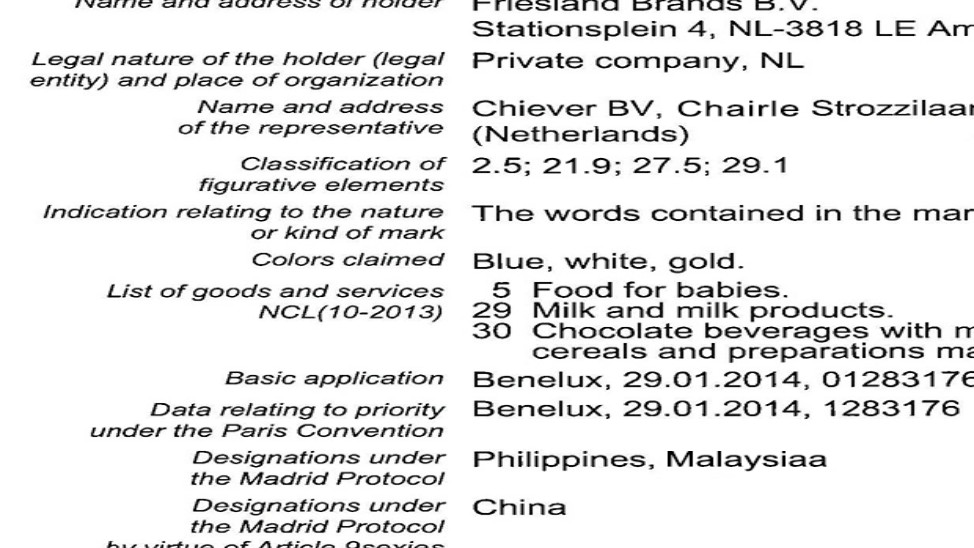 Name and address of holder Friesland Brands B.V.
Stationsplein 4, NL-3818 LE Am
Legal nature of the holder (legal Private company, NL
entity) and place of organization
Name and address Chiever BV, Chairle Strozzilaan
of the representative (Netherlands)
Classification of 2.5; 21.9; 27.5; 29.1
figurative elements
Indication relating to the nature The words contained in the mar
or kind of mark
Colors claimed Blue, white, gold.
List of goods and services 5 Food for babies.
NCL(10-2013) 29 Milk and milk products.
30 Chocolate beverages with m
cereals and preparations ma
Basic application Benelux, 29.01.2014, 01283176
Data relating to priority Benelux, 29.01.2014, 1283176
under the Paris Convention
Designations under Philippines, Malaysiaa
the Madrid Protocol
Designations under China
the Madrid Protocol
by virtue of Article 9sexies